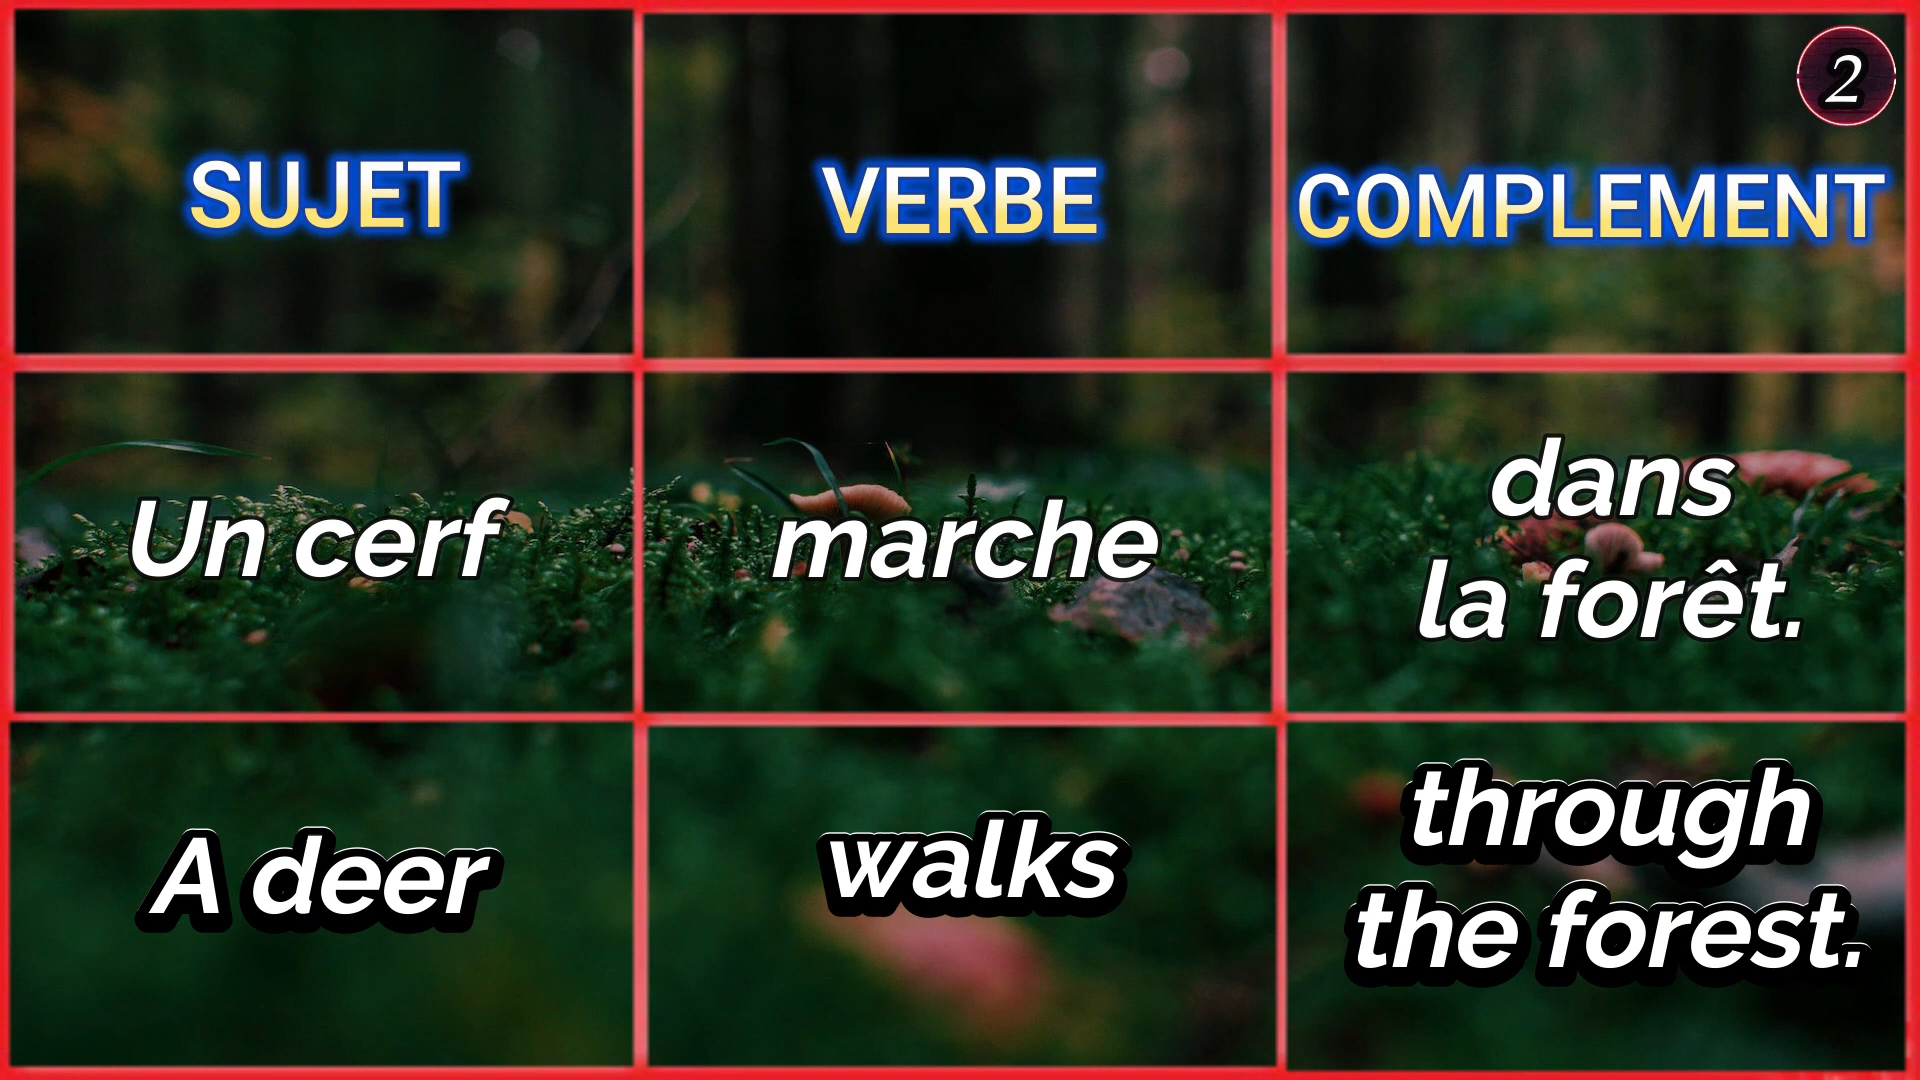 2
SUJET
VERBE
COMPLEMENT
Un cerf
marche
dans
la forêt.
A deer
walks
through
the forest.